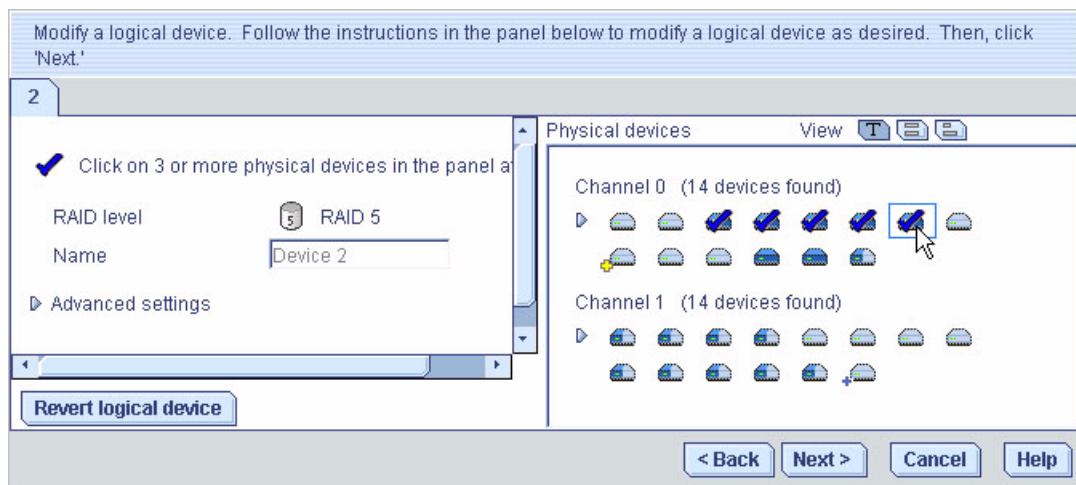 Modify a logical device. Follow the instructions in the panel below to modify a logical device as desired. Then, click
'Next.'
2
Click on 3 or more physical devices in the panel a
RAID level 5 RAID 5
Name Device 2
Advanced settings
Revert logical device
Physical devices View T
Channel 0 (14 devices found)
Channel 1 (14 devices found)
< Back Next > Cancel Help